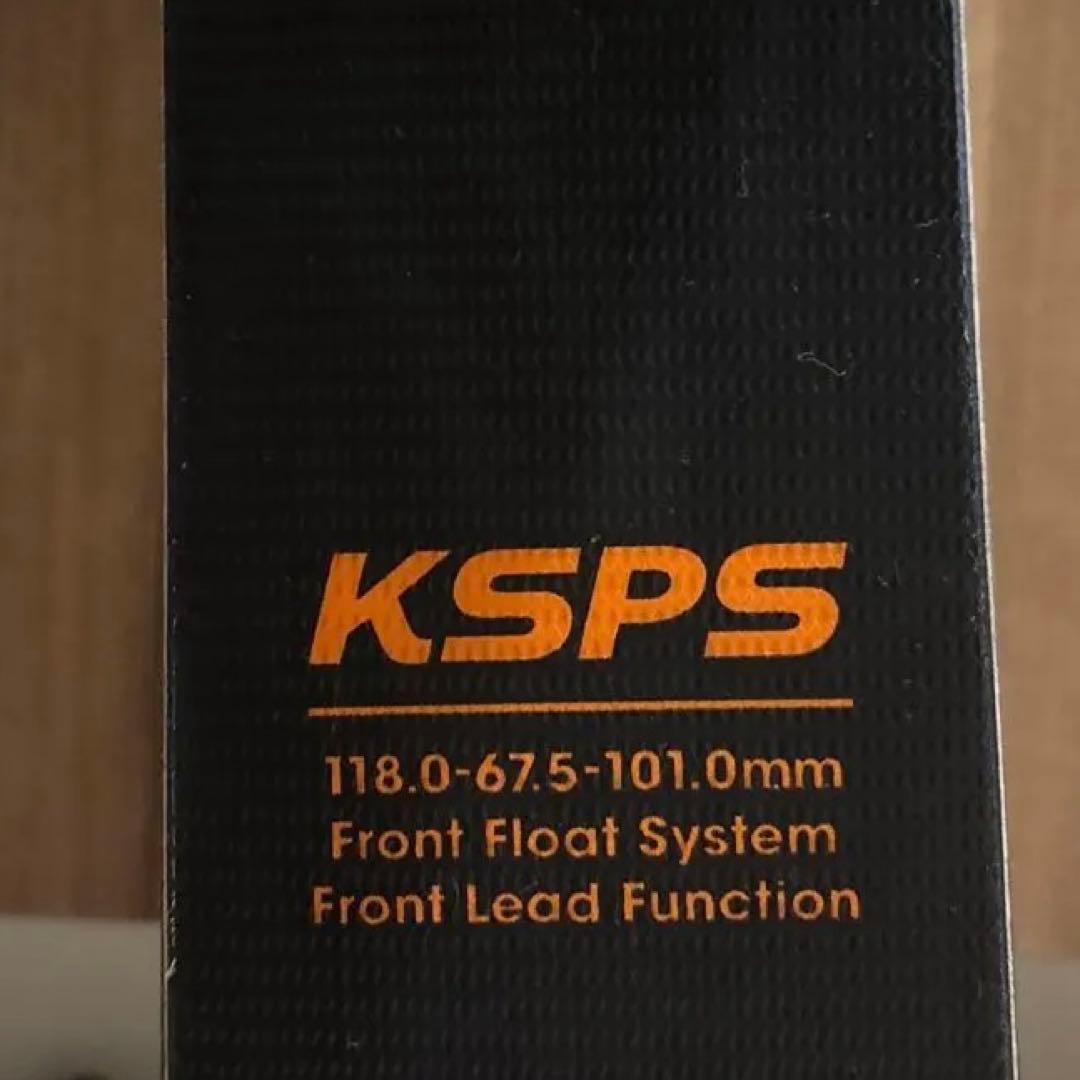 KSPS
118.0-67.5-101.0mm
Front Float System
Front Lead Function